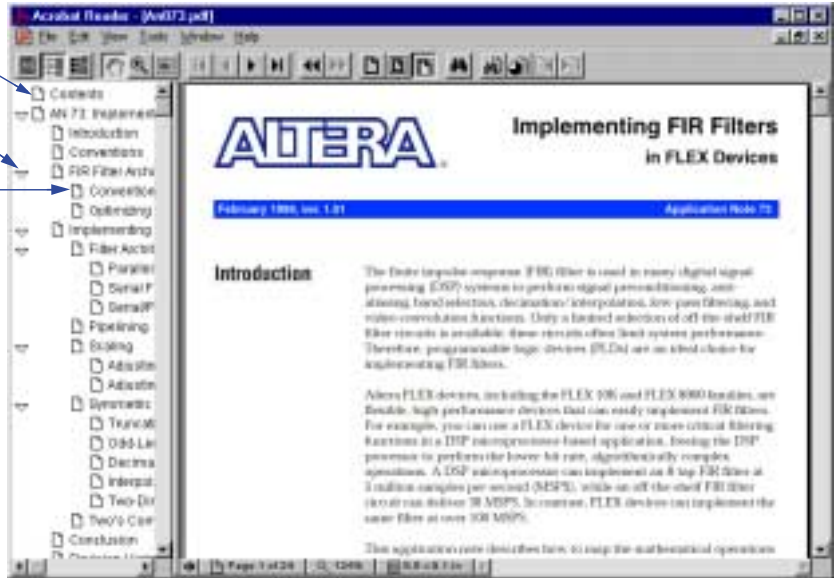 Acrobat Reader - [An073.pdf]
File Edit View Tools Window Help
Contents
AN 73: Implement
Introduction
Conventions
FIR Filter Archi
Convention
Optimizing
Implementing
Filter Archit
Parallel
Serial F
Serial/P
Pipelining
Scaling
Adjustin
Adjustin
Symmetric
Truncat
Odd-Len
Decima
Interpol
Two-Dim
Two's Com
Conclusion
ALTERA
Implementing FIR Filters
in FLEX Devices
February 1998, ver. 1.01 Application Note 73
Introduction
The finite impulse response (FIR) filter is used in many digital signal
processing (DSP) systems to perform signal preconditioning, anti-
aliasing, band selection, decimation/interpolation, low-pass filtering, and
video convolution functions. Only a limited selection of off-the-shelf FIR
filter circuits is available; these circuits often limit system performance.
Therefore, programmable logic devices (PLDs) are an ideal choice for
implementing FIR filters.
Altera FLEX devices, including the FLEX 10K and FLEX 8000 families, are
flexible, high-performance devices that can easily implement FIR filters.
For example, you can use a FLEX device for one or more critical filtering
functions in a DSP microprocessor-based application, freeing the DSP
processor to perform the lower-bit-rate, algorithmically complex
operations. A DSP microprocessor can implement an 8-tap FIR filter at
5 million samples per second (MSPS), while an off-the-shelf FIR filter
circuit can deliver 30 MSPS. In contrast, FLEX devices can implement the
same filter at over 100 MSPS.
This application note describes how to map the mathematical operations
Page 1 of 24 124%